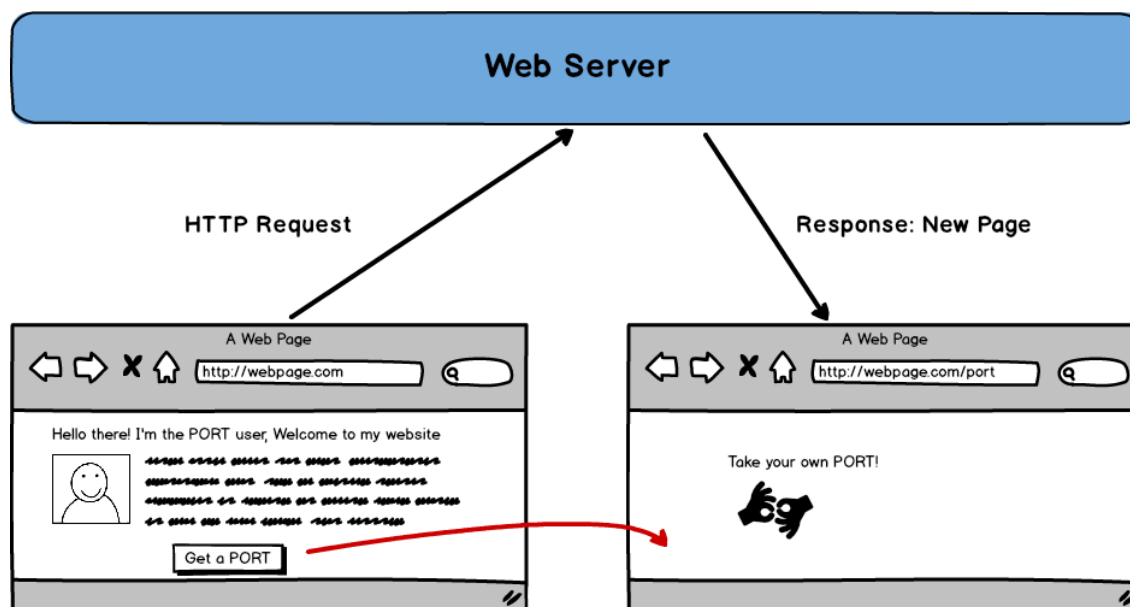 Web Server
HTTP Request
Response: New Page
A Web Page
http://webpage.com
Hello there! I'm the PORT user, Welcome to my website
Get a PORT
A Web Page
http://webpage.com/port
Take your own PORT!